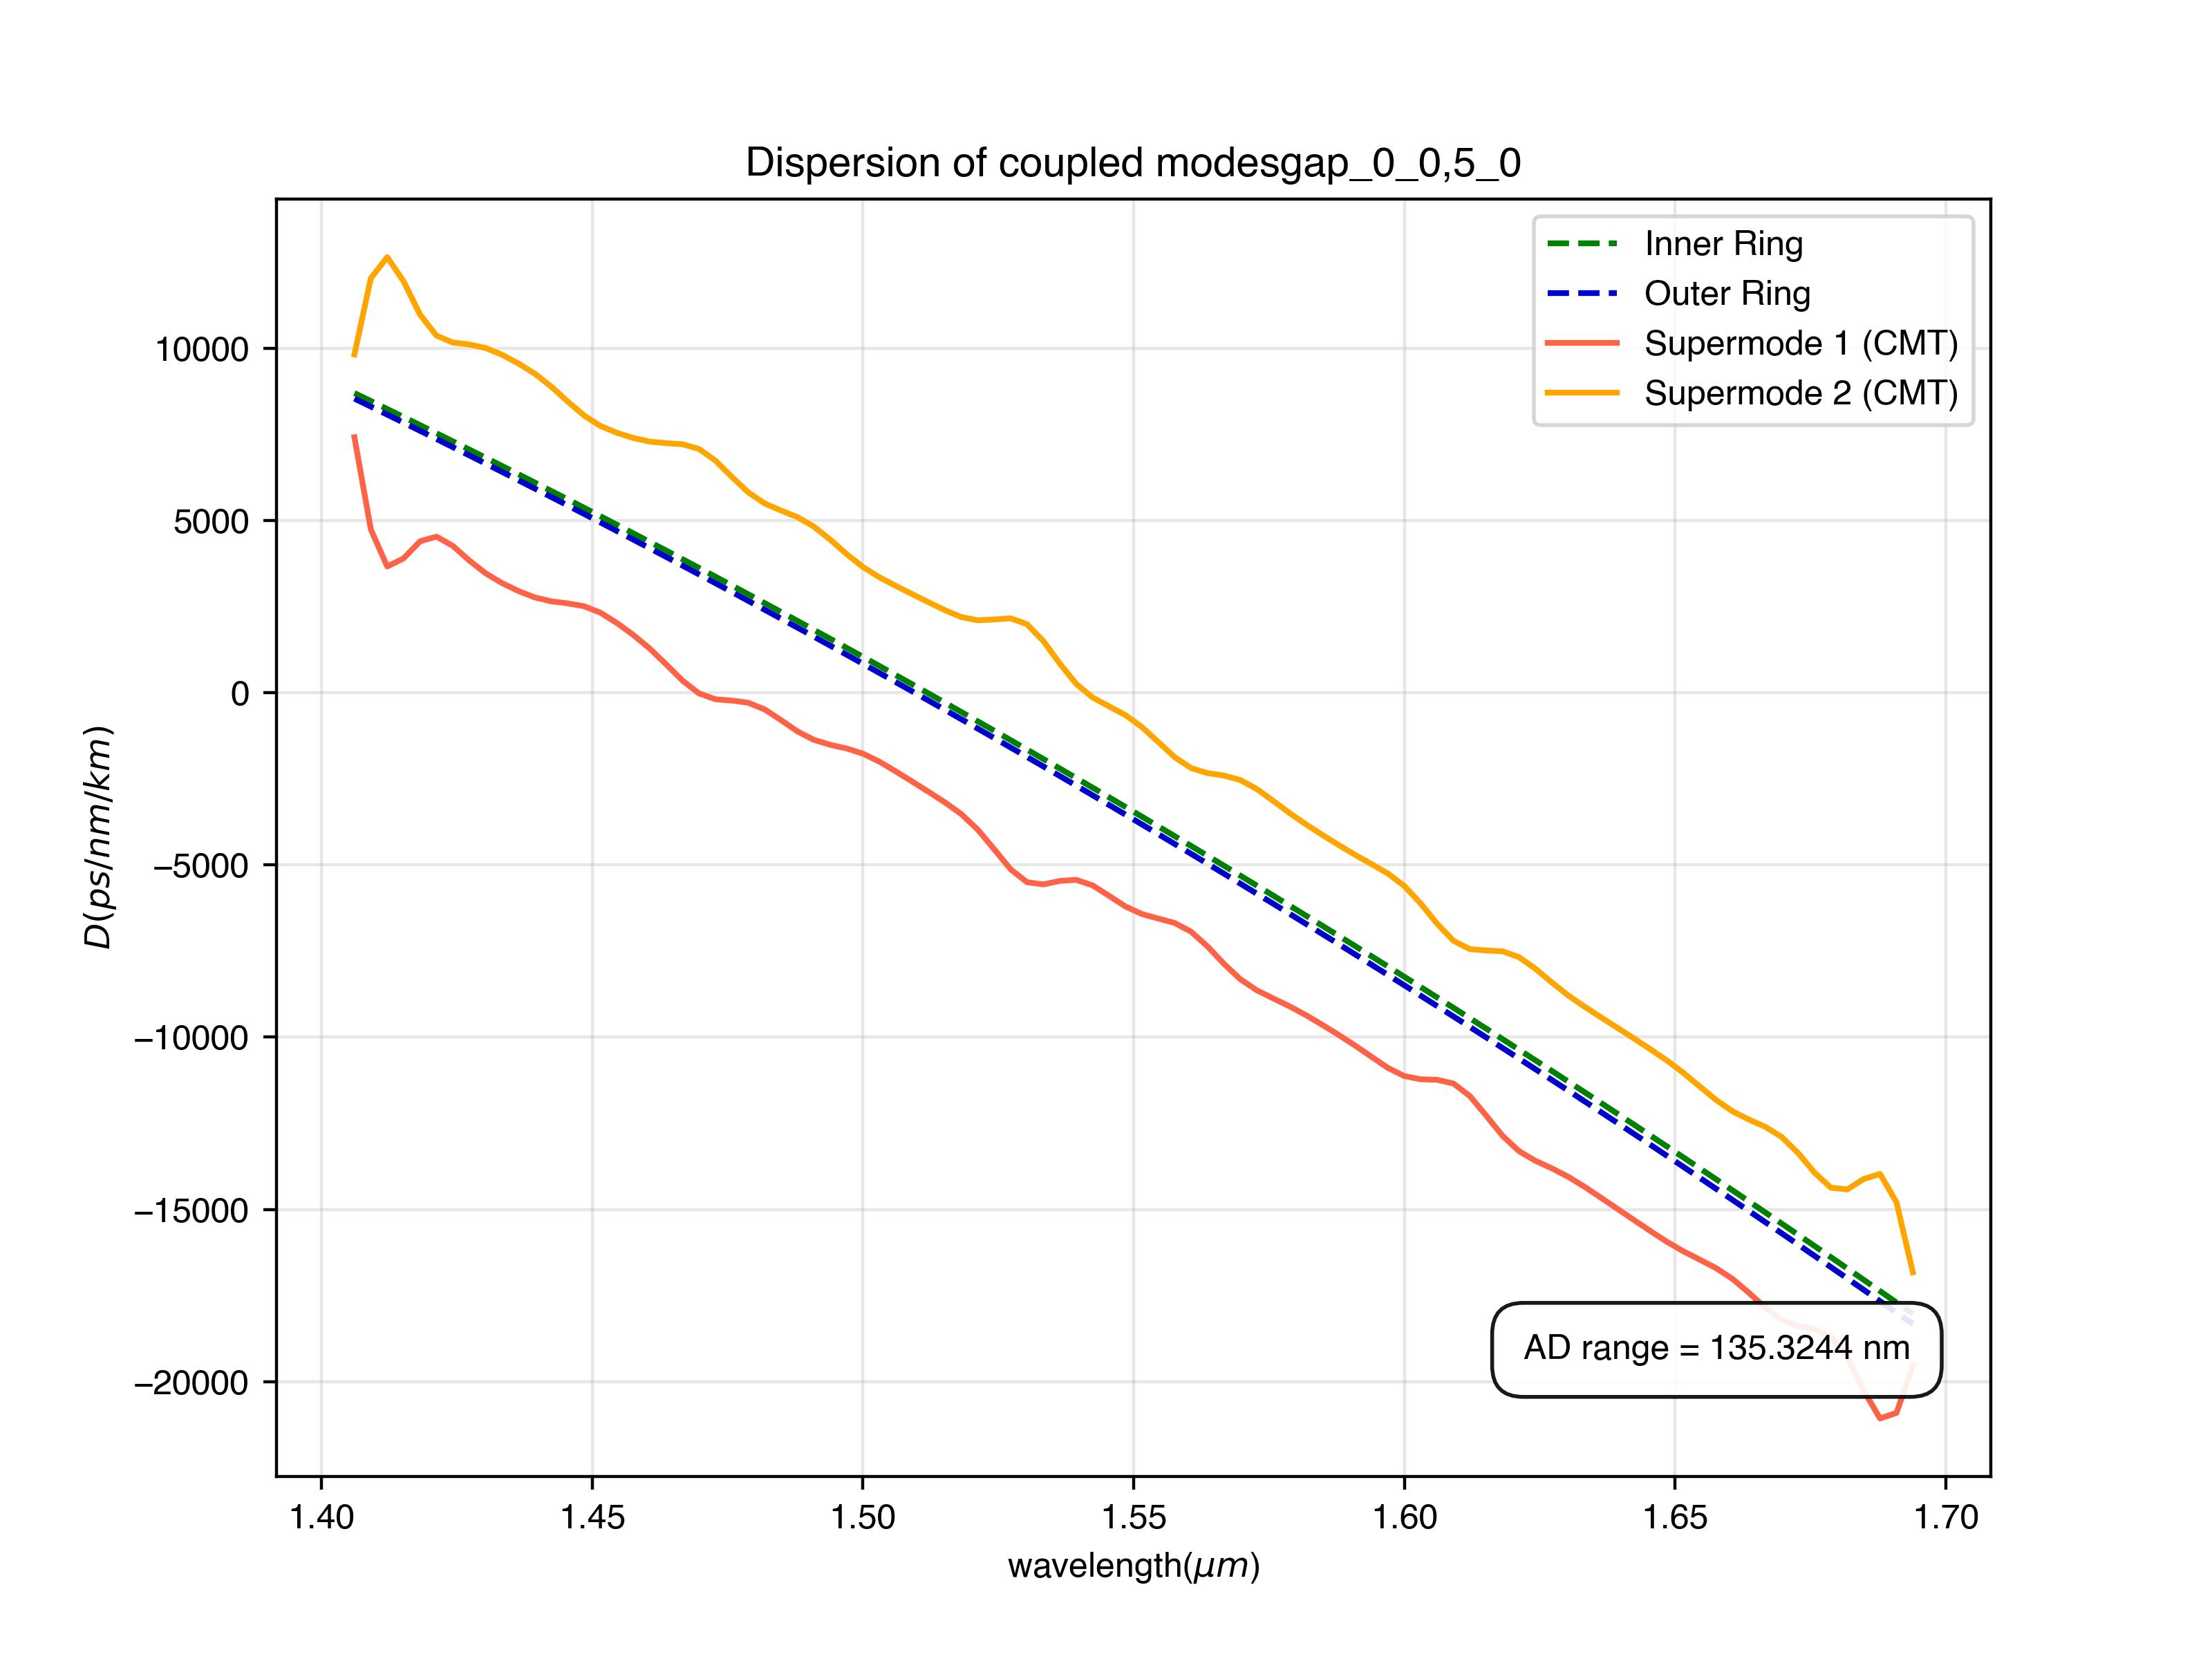 Dispersion of coupled modesgap_0_0,5_0
Inner Ring
Outer Ring
Supermode 1 (CMT)
Supermode 2 (CMT)
D(ps/nm/km)
10000
5000
0
−5000
−10000
−15000
−20000
AD range = 135.3244 nm
1.40 1.45 1.50 1.55 1.60 1.65 1.70
wavelength(μm)